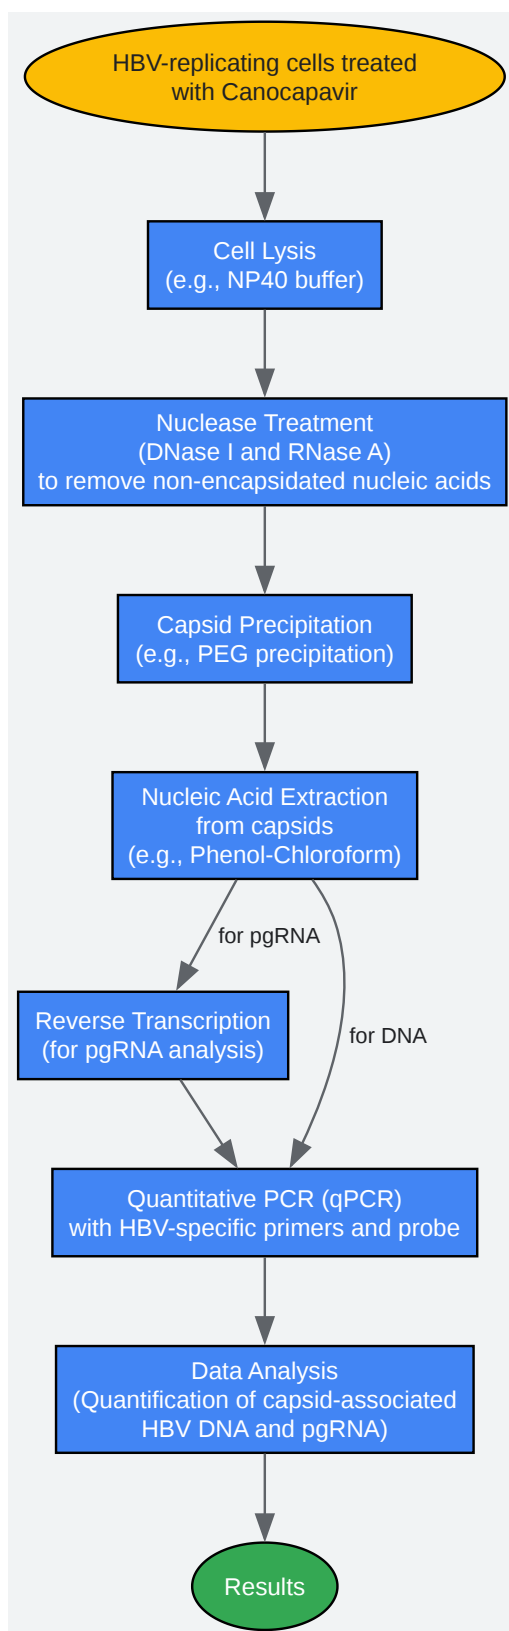 HBV-replicating cells treated
with Canocapavir
Cell Lysis
(e.g., NP40 buffer)
Nuclease Treatment
(DNase I and RNase A)
to remove non-encapsidated nucleic acids
Capsid Precipitation
(e.g., PEG precipitation)
Nucleic Acid Extraction
from capsids
(e.g., Phenol-Chloroform)
for pgRNA
Reverse Transcription
(for pgRNA analysis)
for DNA
Quantitative PCR (qPCR)
with HBV-specific primers and probe
Data Analysis
(Quantification of capsid-associated
HBV DNA and pgRNA)
Results